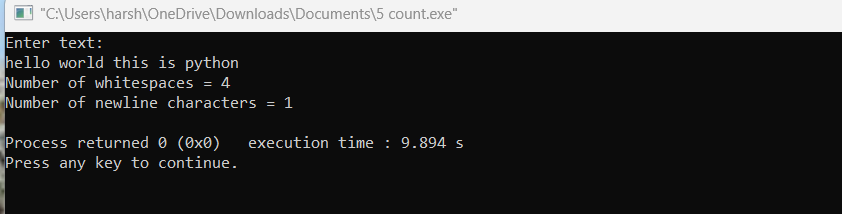 "C:\Users\harsh\OneDrive\Downloads\Documents\5 count.exe"
Enter text:
hello world this is python
Number of whitespaces = 4
Number of newline characters = 1
Process returned 0 (0x0)   execution time : 9.894 s
Press any key to continue.